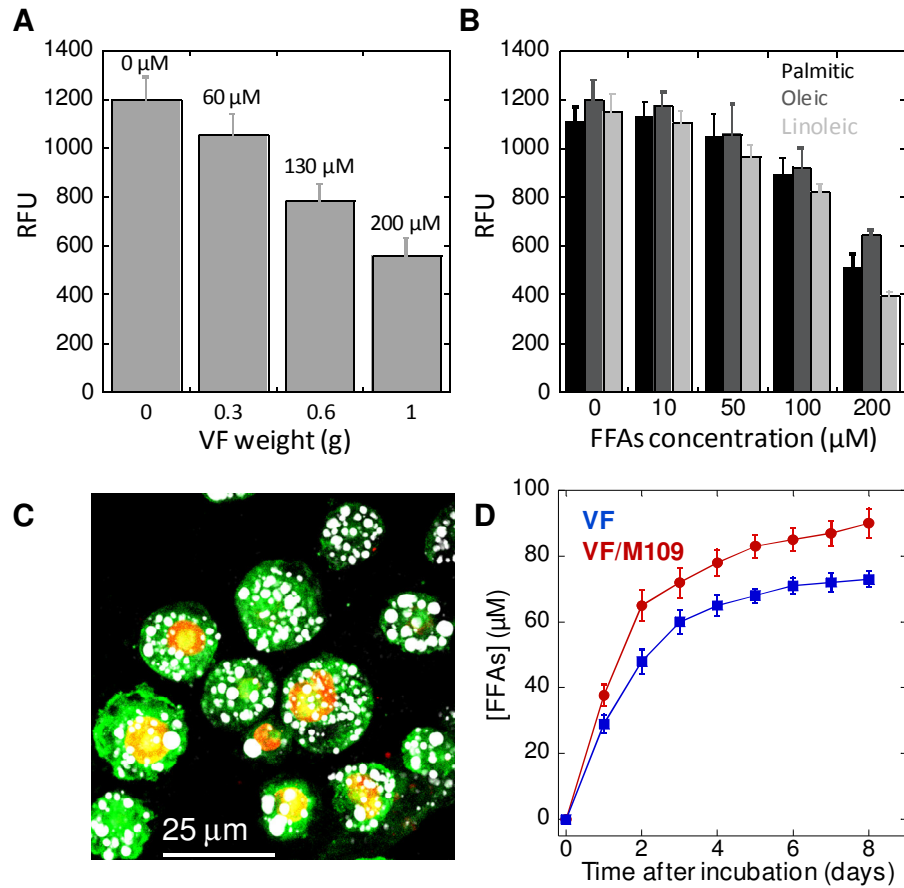 A
1400
1200
1000
800
600
400
200
0
RFU
0 μM
60 μM
130 μM
200 μM
0 0.3 0.6 1
VF weight (g)
B
1400
1200
1000
800
600
400
200
0
RFU
Palmitic
Oleic
Linoleic
0 10 50 100 200
FFAs concentration (μM)
C
25 μm
D
100
80
60
40
20
0
[FFAs] (μM)
VF
VF/M109
0 2 4 6 8
Time after incubation (days)